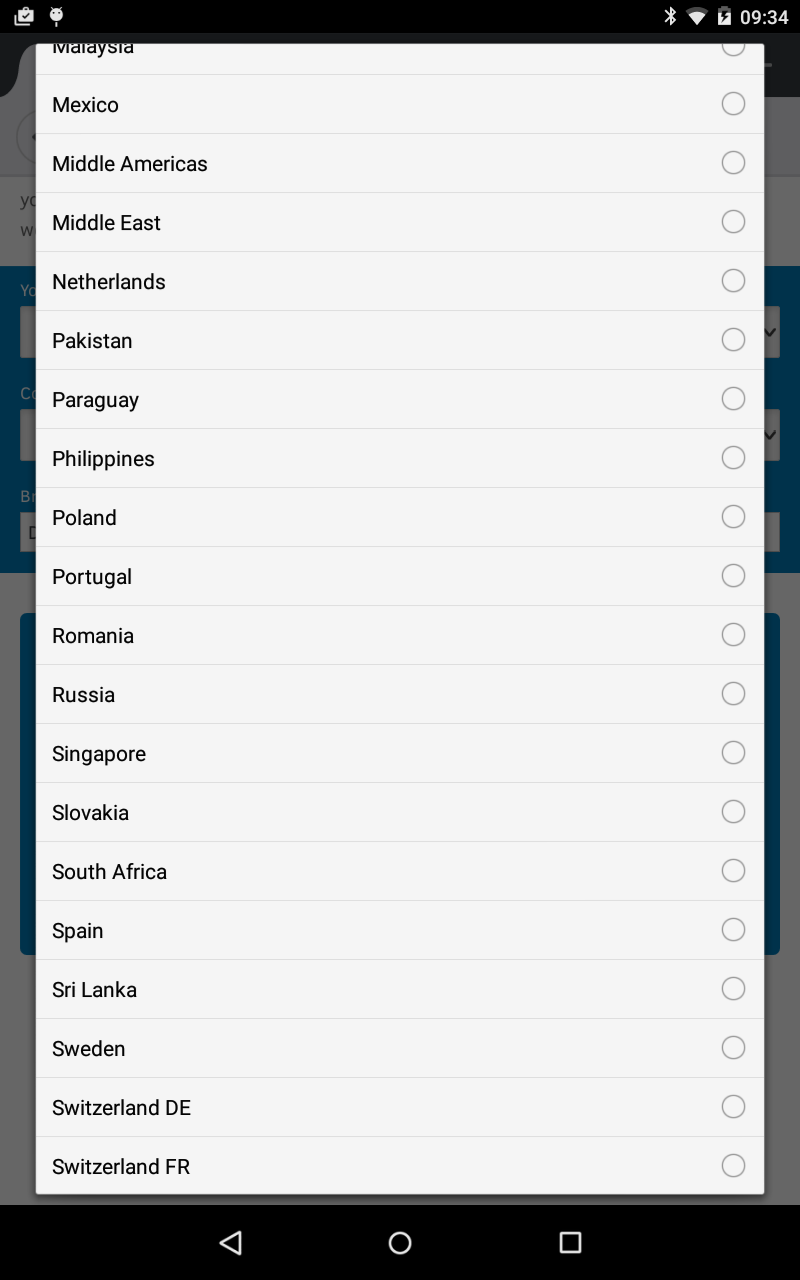 09:34
Malaysia
Mexico
Middle Americas
Middle East
Netherlands
Pakistan
Paraguay
Philippines
Poland
Portugal
Romania
Russia
Singapore
Slovakia
South Africa
Spain
Sri Lanka
Sweden
Switzerland DE
Switzerland FR